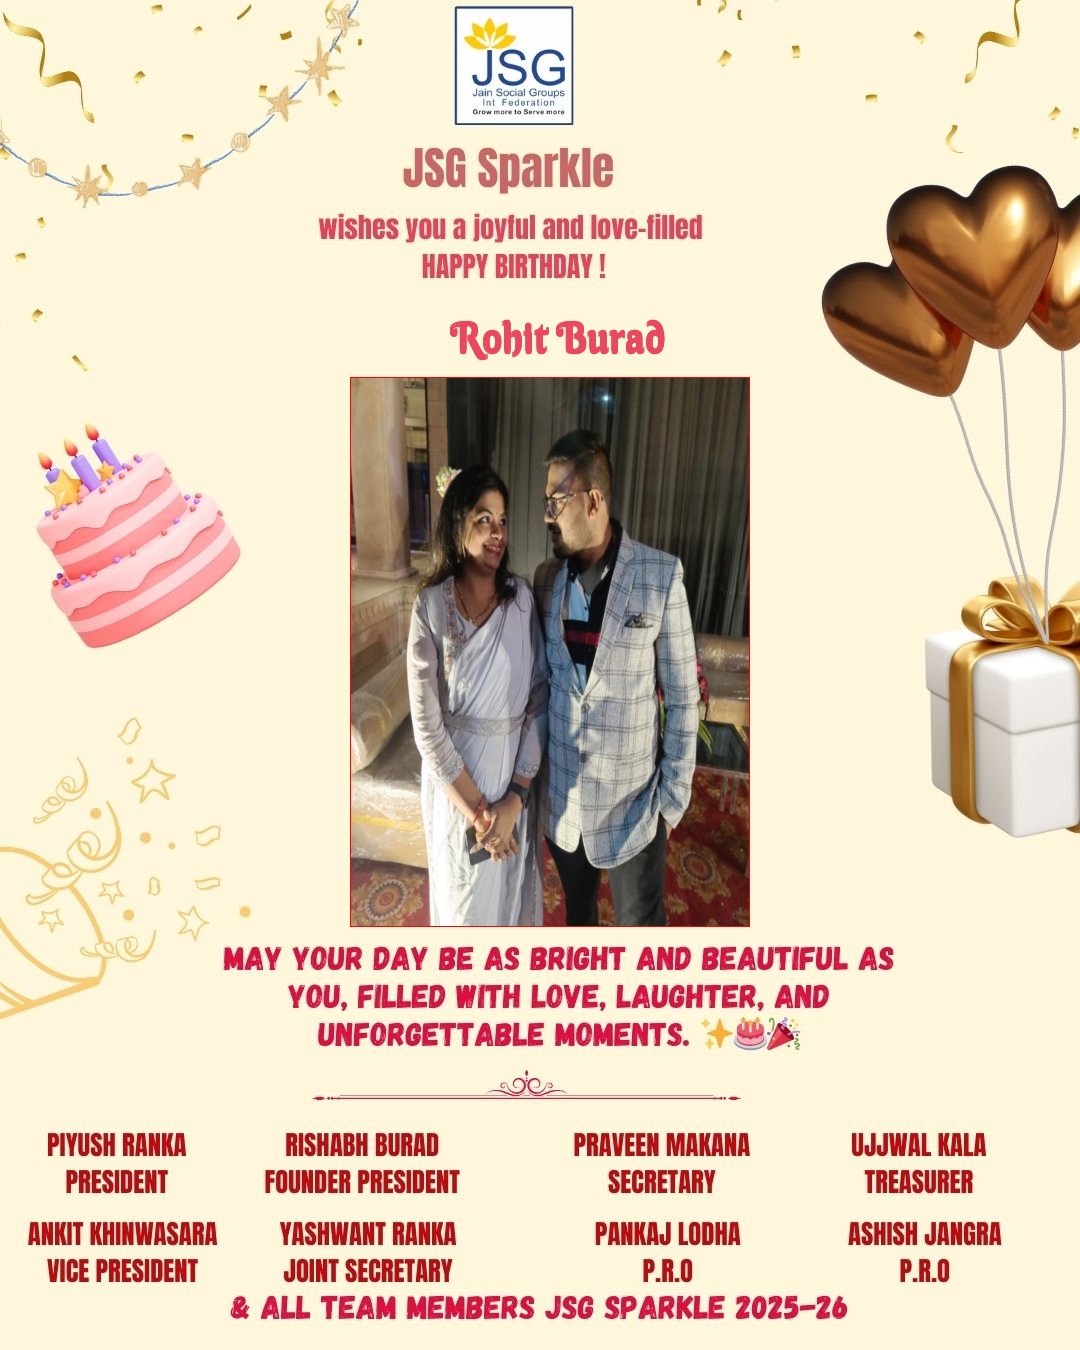 JSG
Jain Social Groups
Int Federation
Grow more to Serve more
JSG Sparkle
wishes you a joyful and love-filled
HAPPY BIRTHDAY !
Rohit Burad
MAY YOUR DAY BE AS BRIGHT AND BEAUTIFUL AS
YOU, FILLED WITH LOVE, LAUGHTER, AND
UNFORGETTABLE MOMENTS. ✨🎂🎉
PIYUSH RANKA
PRESIDENT
RISHABH BURAD
FOUNDER PRESIDENT
PRAVEEN MAKANA
SECRETARY
UJJWAL KALA
TREASURER
ANKIT KHINWASARA
VICE PRESIDENT
YASHWANT RANKA
JOINT SECRETARY
PANKAJ LODHA
P.R.O
ASHISH JANGRA
P.R.O
& ALL TEAM MEMBERS JSG SPARKLE 2025-26